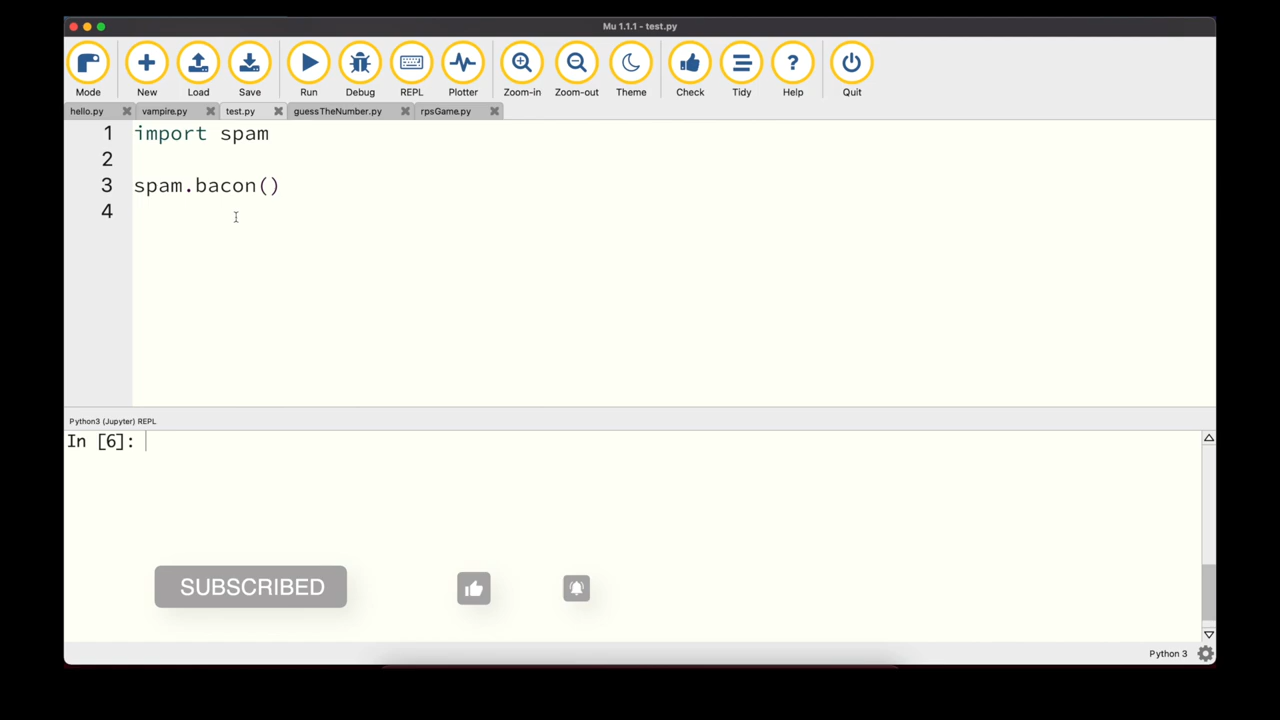 Mu 1.1.1 - test.py
Mode New Load Save Run Debug REPL Plotter Zoom-in Zoom-out Theme Check Tidy Help Quit
hello.py vampire.py test.py guessTheNumber.py rpsGame.py
1 import spam
2
3 spam.bacon()
4
Python3 (Jupyter) REPL
In [6]:
SUBSCRIBED
Python 3